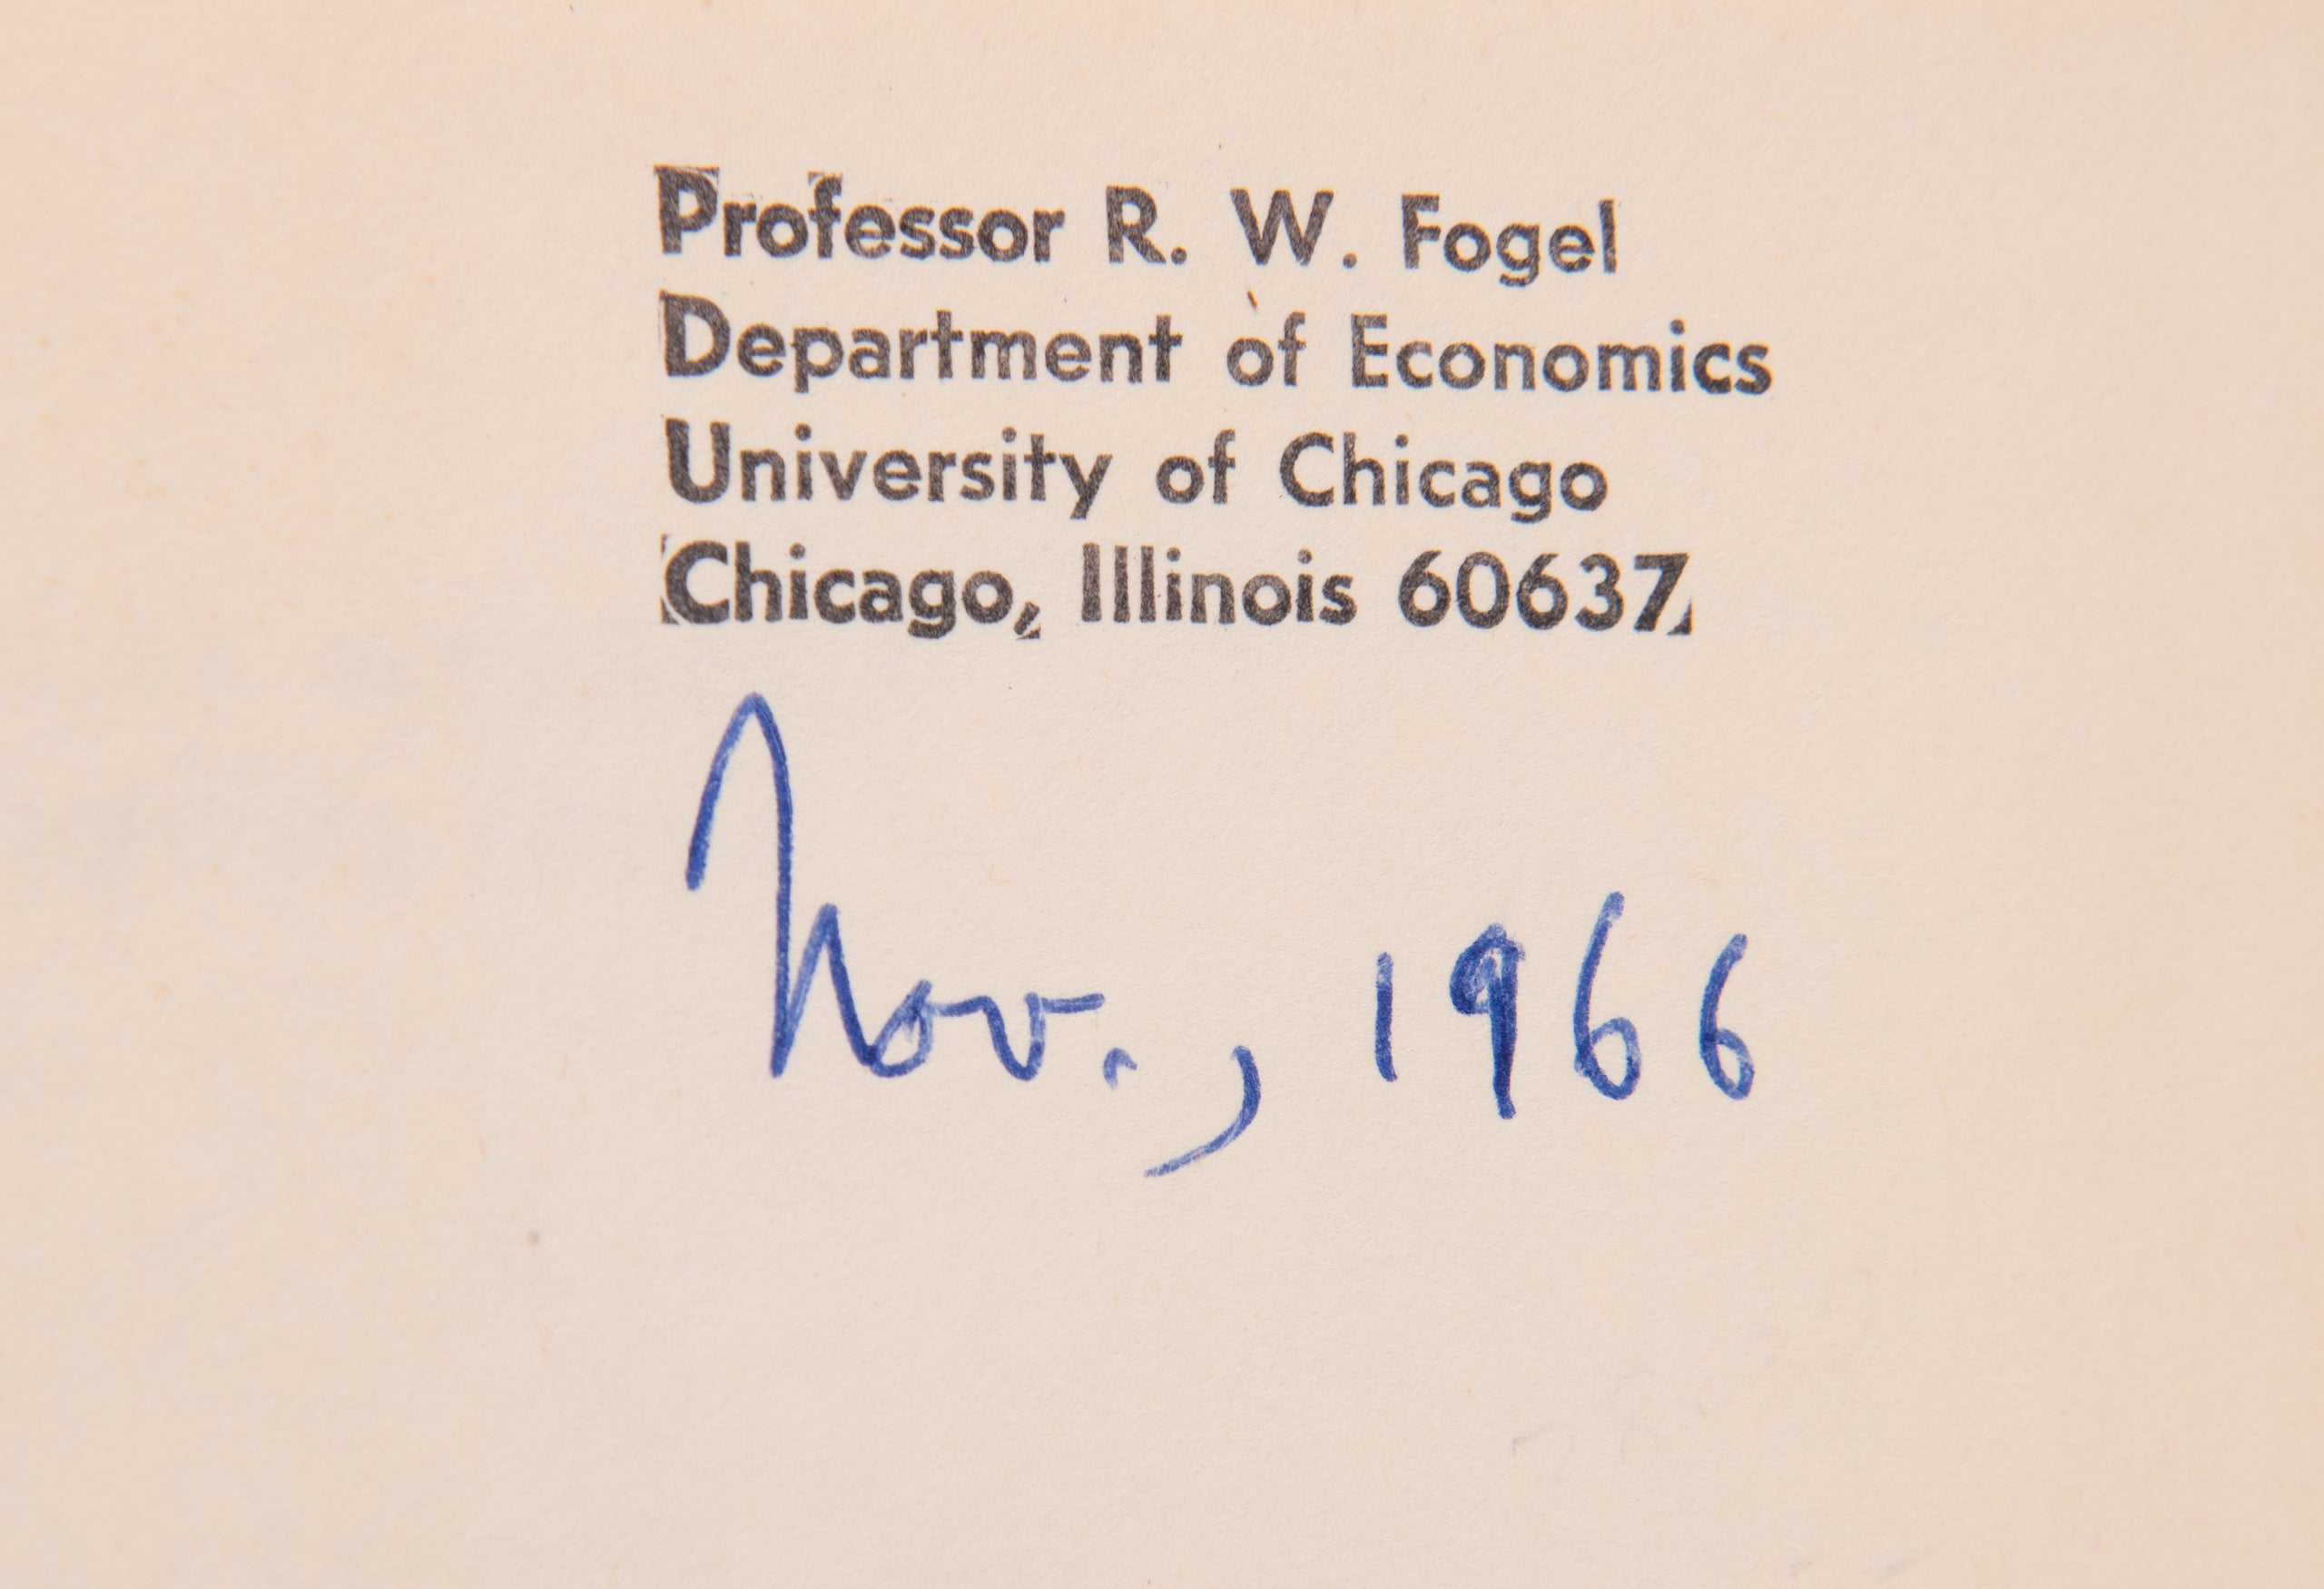 Professor R. W. Fogel
Department of Economics
University of Chicago
Chicago, Illinois 60637
Nov., 1966